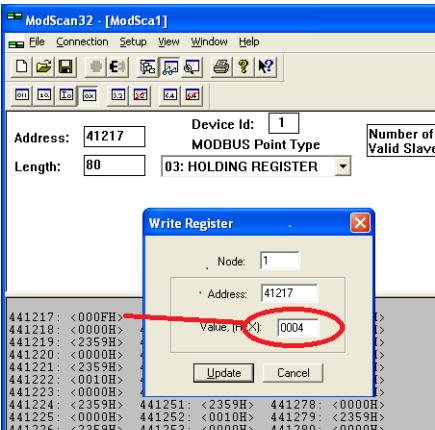 ModScan32 - [ModSca1]
File Connection Setup View Window Help
Address: 41217
Device Id: 1
MODBUS Point Type
Number of
Valid Slave
Length: 80
03: HOLDING REGISTER
Write Register
Node: 1
Address: 41217
Value, (HEX): 0004
Update Cancel
441217: <000FH>
441218: <0000H>
441219: <2359H>
441220: <0000H>
441221: <2359H>
441222: <0010H>
441223: <0000H>
441224: <2359H> 441251: <2359H> 441278: <0000H>
441225: <0000H> 441252: <0010H> 441279: <2359H>